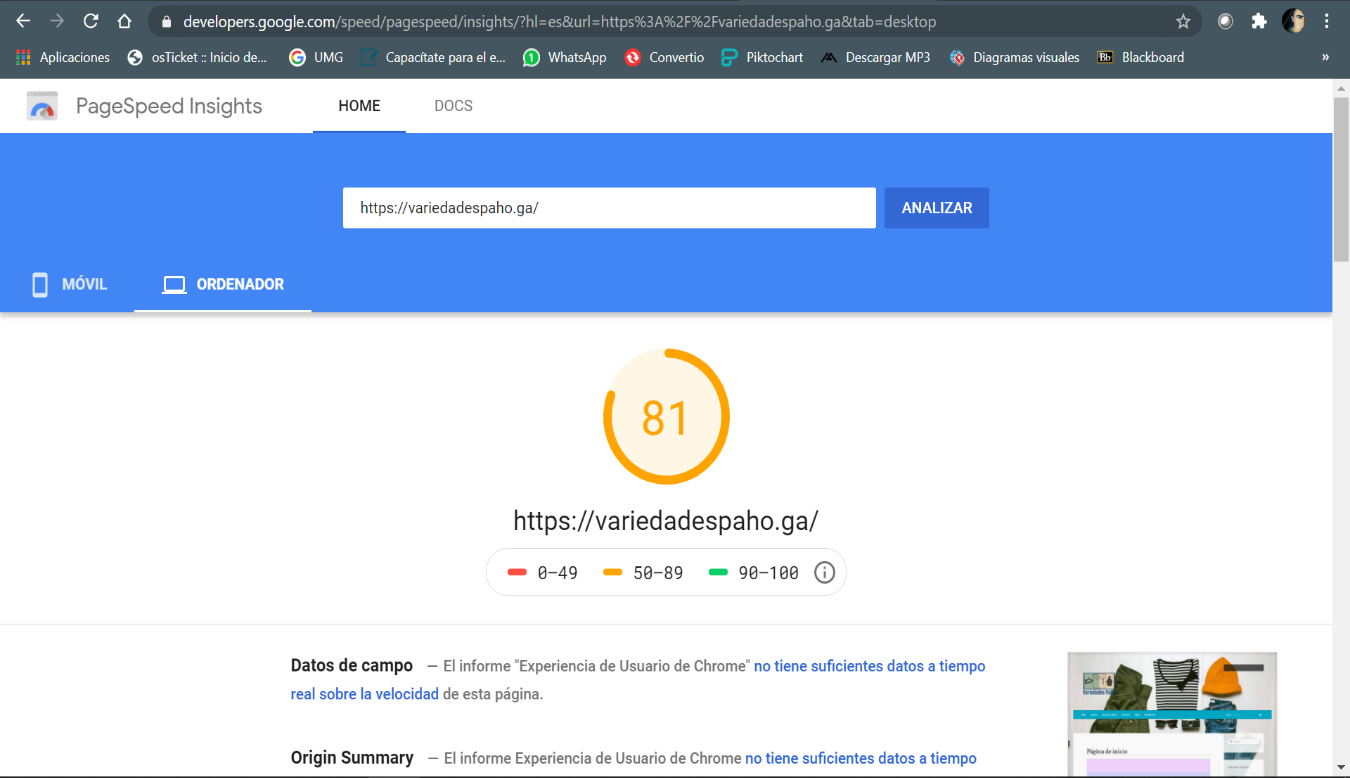 developers.google.com/speed/pagespeed/insights/?hl=es&url=https%3A%2F%2Fvariedadespaho.ga&tab=desktop
Aplicaciones osTicket :: Inicio de... UMG Capacítate para el e... WhatsApp Convertio Piktochart Descargar MP3 Diagramas visuales Bb Blackboard »
PageSpeed Insights HOME DOCS
https://variedadespaho.ga/ ANALIZAR
MÓVIL ORDENADOR
81
https://variedadespaho.ga/
0–49 50–89 90–100
Datos de campo — El informe "Experiencia de Usuario de Chrome" no tiene suficientes datos a tiempo
real sobre la velocidad de esta página.
Origin Summary — El informe Experiencia de Usuario de Chrome no tiene suficientes datos a tiempo
Página de inicio